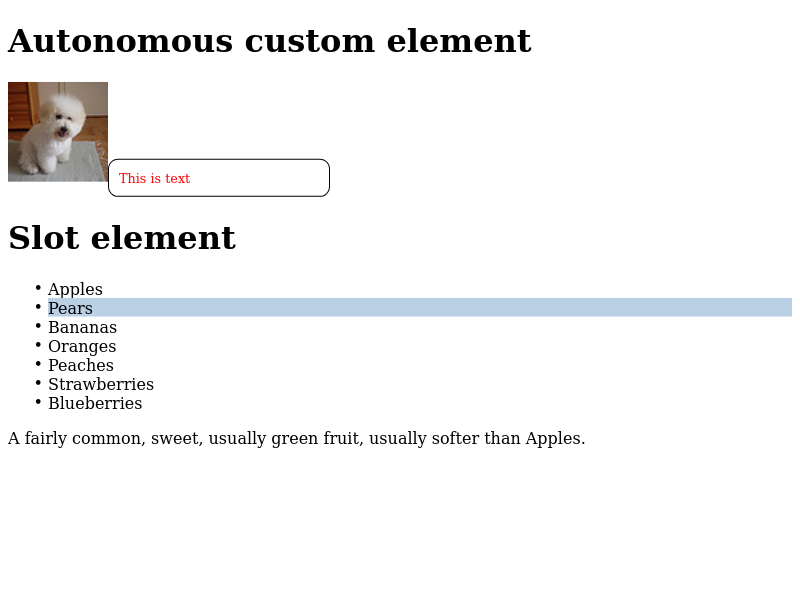 Autonomous custom element
This is text
Slot element
Apples
Pears
Bananas
Oranges
Peaches
Strawberries
Blueberries
A fairly common, sweet, usually green fruit, usually softer than Apples.